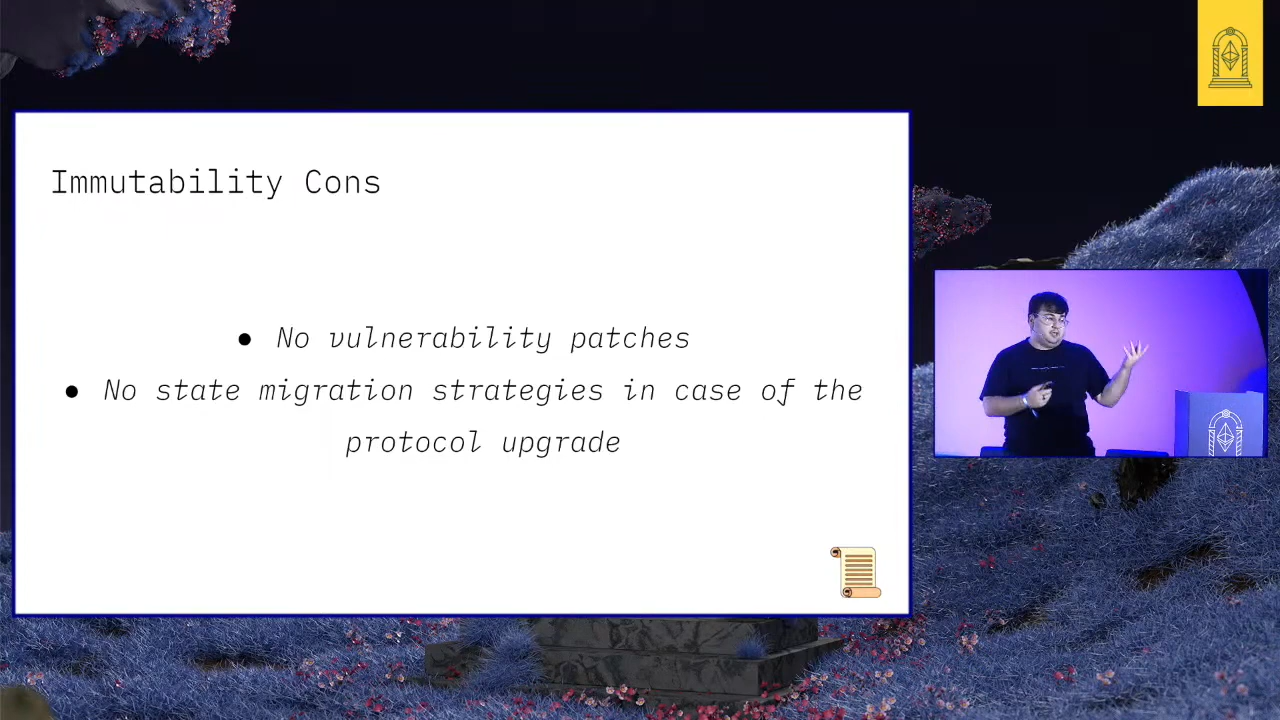 Immutability Cons
● No vulnerability patches
● No state migration strategies in case of the
protocol upgrade